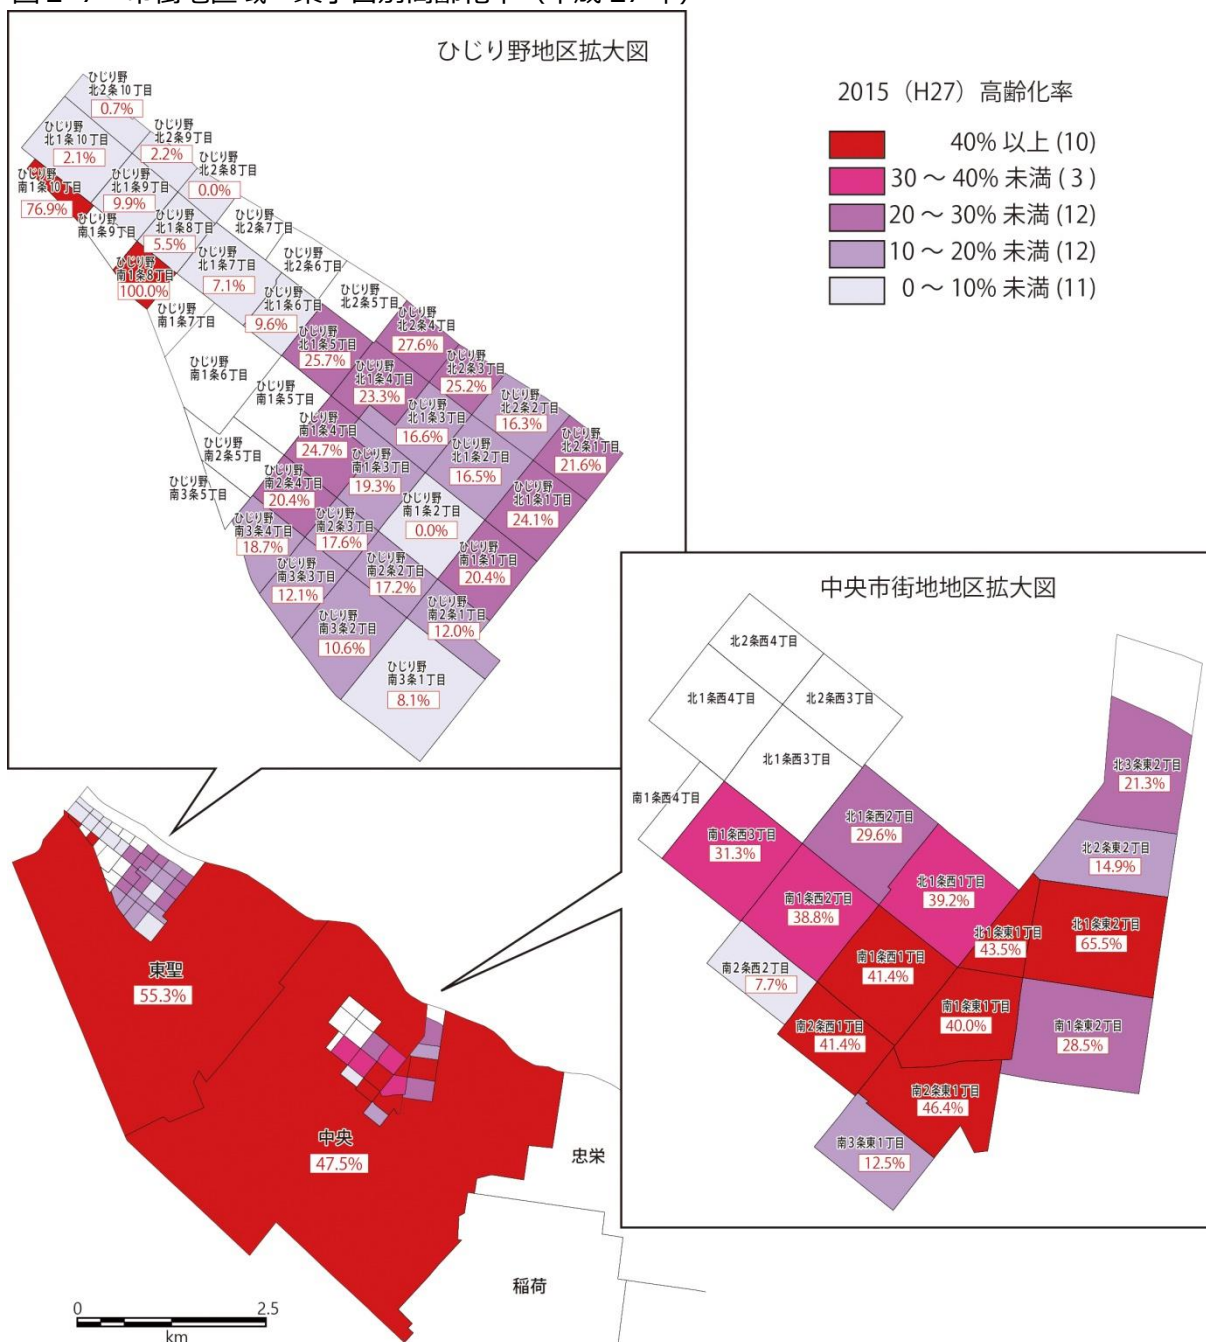 ひじり野地区拡大図
2015（H27）高齢化率
40% 以上 (10)
30 ～ 40% 未満 ( 3 )
20 ～ 30% 未満 (12)
10 ～ 20% 未満 (12)
0 ～ 10% 未満 (11)
ひじり野
北2条10丁目
0.7%
ひじり野
北1条10丁目
2.1%
ひじり野
北2条9丁目
2.2%
ひじり野
北2条8丁目
0.0%
ひじり野
南1条10丁目
76.9%
ひじり野
北1条9丁目
9.9%
ひじり野
南1条9丁目
ひじり野
北1条8丁目
5.5%
ひじり野
北2条7丁目
ひじり野
南1条8丁目
100.0%
ひじり野
北1条7丁目
7.1%
ひじり野
北2条6丁目
ひじり野
南1条7丁目
ひじり野
北1条6丁目
9.6%
ひじり野
北2条5丁目
ひじり野
北2条4丁目
27.6%
ひじり野
北1条5丁目
25.7%
ひじり野
南1条6丁目
ひじり野
北1条4丁目
23.3%
ひじり野
北2条3丁目
25.2%
ひじり野
南1条5丁目
ひじり野
北2条2丁目
16.3%
ひじり野
北1条3丁目
16.6%
ひじり野
南1条4丁目
24.7%
ひじり野
北2条1丁目
21.6%
ひじり野
南2条5丁目
ひじり野
南1条3丁目
19.3%
ひじり野
北1条2丁目
16.5%
ひじり野
南3条5丁目
ひじり野
南2条4丁目
20.4%
ひじり野
南1条2丁目
0.0%
ひじり野
北1条1丁目
24.1%
ひじり野
南3条4丁目
18.7%
ひじり野
南2条3丁目
17.6%
ひじり野
南1条1丁目
20.4%
ひじり野
南3条3丁目
12.1%
ひじり野
南2条2丁目
17.2%
ひじり野
南2条1丁目
12.0%
ひじり野
南3条2丁目
10.6%
ひじり野
南3条1丁目
8.1%
中央市街地地区拡大図
北2条西4丁目
北1条西4丁目
北2条西3丁目
北1条西3丁目
南1条西4丁目
北3条東2丁目
21.3%
南1条西3丁目
31.3%
北1条西2丁目
29.6%
北2条東2丁目
14.9%
南1条西2丁目
38.8%
北1条西1丁目
39.2%
北1条東1丁目
43.5%
北1条東2丁目
65.5%
南2条西2丁目
7.7%
南1条西1丁目
41.4%
南1条東1丁目
40.0%
南1条東2丁目
28.5%
南2条西1丁目
41.4%
南2条東1丁目
46.4%
南3条東1丁目
12.5%
東聖
55.3%
中央
47.5%
忠栄
稲荷
0 2.5
km